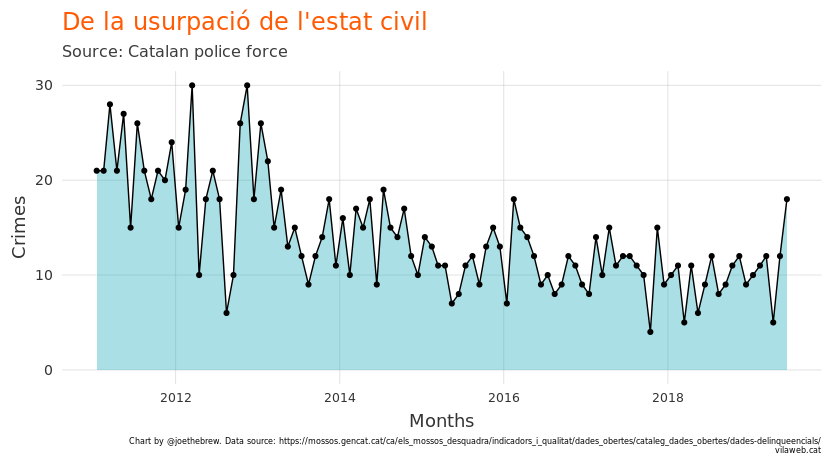 De la usurpació de l'estat civil
Source: Catalan police force
30
20
10
0
Crimes
2012
2014
2016
2018
Months
Chart by @joethebrew. Data source: https://mossos.gencat.cat/ca/els_mossos_desquadra/indicadors_i_qualitat/dades_obertes/cataleg_dades_obertes/dades-delinqueencials/
vilaweb.cat